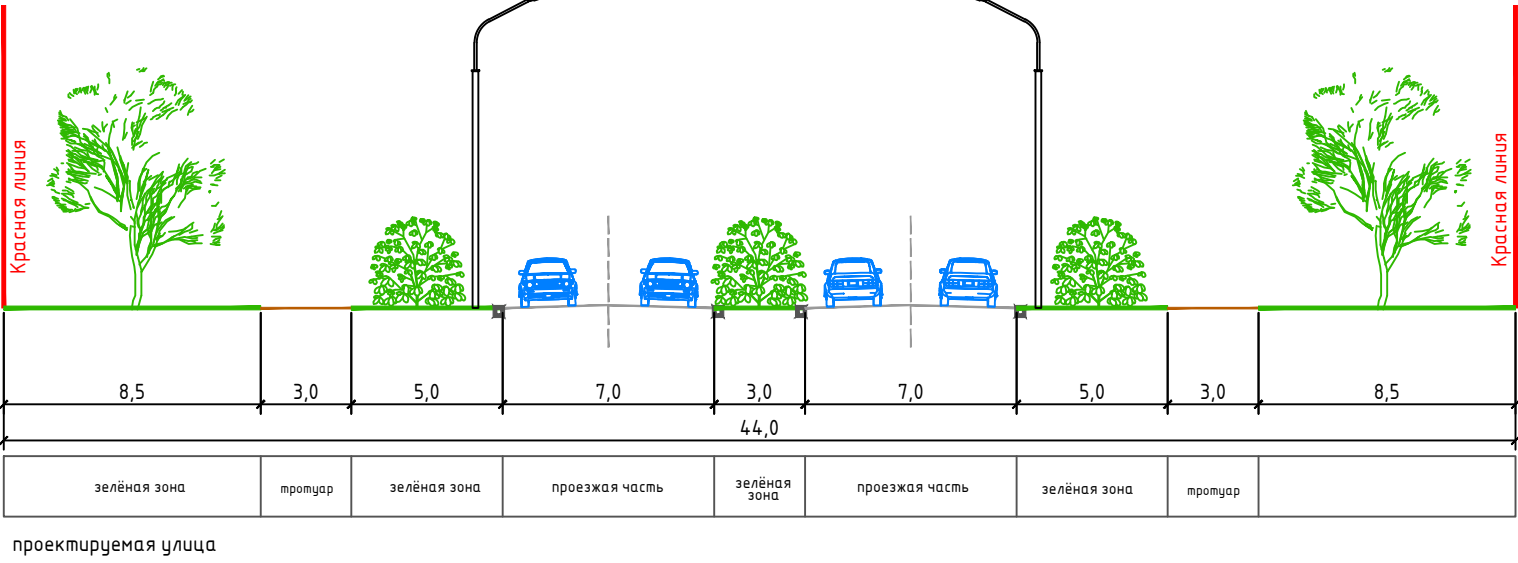 Красная линия
Красная линия
8,5 3,0 5,0 7,0 3,0 7,0 5,0 3,0 8,5
44,0
зелёная зона тротуар зелёная зона проезжая часть зелёная зона проезжая часть зелёная зона тротуар
проектируемая улица